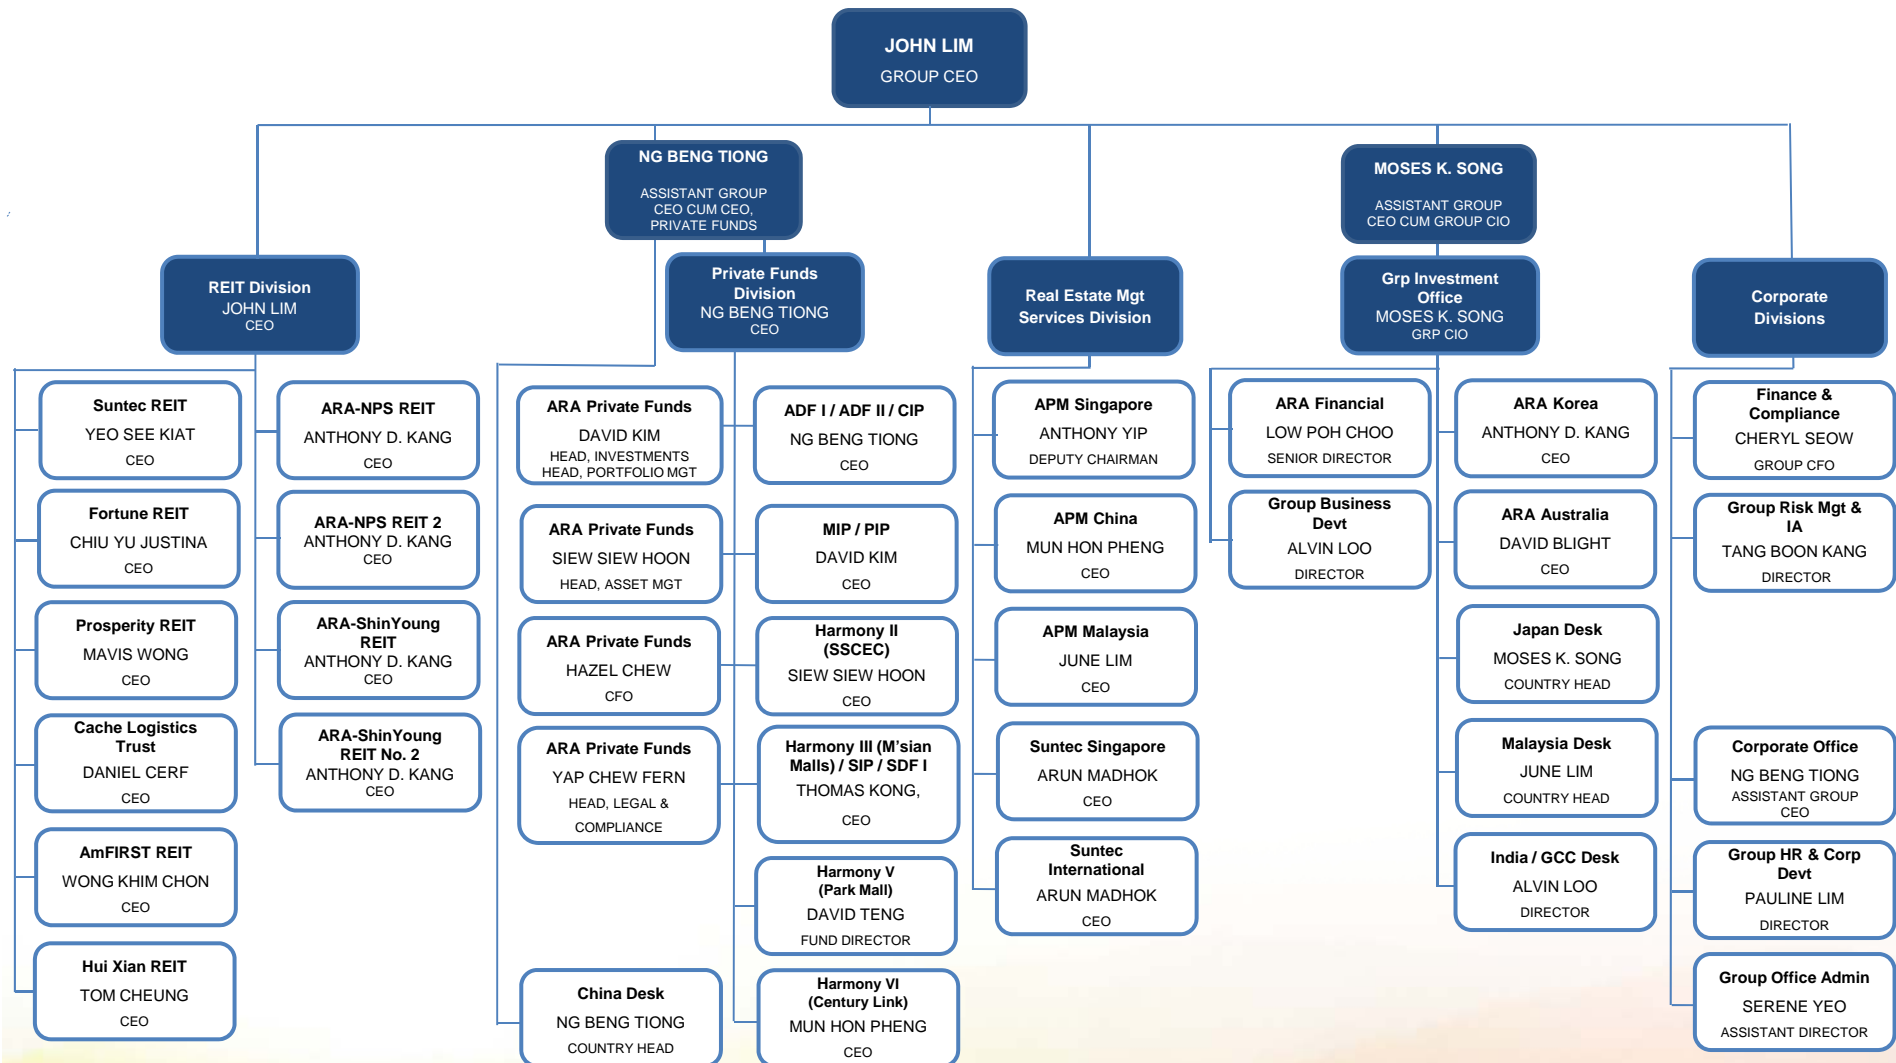 JOHN LIM
GROUP CEO
NG BENG TIONG
ASSISTANT GROUP
CEO CUM CEO,
PRIVATE FUNDS
MOSES K. SONG
ASSISTANT GROUP
CEO CUM GROUP CIO
REIT Division
JOHN LIM
CEO
Private Funds
Division
NG BENG TIONG
CEO
Real Estate Mgt
Services Division
Grp Investment
Office
MOSES K. SONG
GRP CIO
Corporate
Divisions
Suntec REIT
YEO SEE KIAT
CEO
Fortune REIT
CHIU YU JUSTINA
CEO
Prosperity REIT
MAVIS WONG
CEO
Cache Logistics
Trust
DANIEL CERF
CEO
AmFIRST REIT
WONG KHIM CHON
CEO
Hui Xian REIT
TOM CHEUNG
CEO
ARA-NPS REIT
ANTHONY D. KANG
CEO
ARA-NPS REIT 2
ANTHONY D. KANG
CEO
ARA-ShinYoung
REIT
ANTHONY D. KANG
CEO
ARA-ShinYoung
REIT No. 2
ANTHONY D. KANG
CEO
ARA Private Funds
DAVID KIM
HEAD, INVESTMENTS
HEAD, PORTFOLIO MGT
ARA Private Funds
SIEW SIEW HOON
HEAD, ASSET MGT
ARA Private Funds
HAZEL CHEW
CFO
ARA Private Funds
YAP CHEW FERN
HEAD, LEGAL &
COMPLIANCE
China Desk
NG BENG TIONG
COUNTRY HEAD
ADF I / ADF II / CIP
NG BENG TIONG
CEO
MIP / PIP
DAVID KIM
CEO
Harmony II
(SSCEC)
SIEW SIEW HOON
CEO
Harmony III (M'sian
Malls) / SIP / SDF I
THOMAS KONG,
CEO
Harmony V
(Park Mall)
DAVID TENG
FUND DIRECTOR
Harmony VI
(Century Link)
MUN HON PHENG
CEO
APM Singapore
ANTHONY YIP
DEPUTY CHAIRMAN
APM China
MUN HON PHENG
CEO
APM Malaysia
JUNE LIM
CEO
Suntec Singapore
ARUN MADHOK
CEO
Suntec
International
ARUN MADHOK
CEO
ARA Financial
LOW POH CHOO
SENIOR DIRECTOR
Group Business
Devt
ALVIN LOO
DIRECTOR
ARA Korea
ANTHONY D. KANG
CEO
ARA Australia
DAVID BLIGHT
CEO
Japan Desk
MOSES K. SONG
COUNTRY HEAD
Malaysia Desk
JUNE LIM
COUNTRY HEAD
India / GCC Desk
ALVIN LOO
DIRECTOR
Finance &
Compliance
CHERYL SEOW
GROUP CFO
Group Risk Mgt &
IA
TANG BOON KANG
DIRECTOR
Corporate Office
NG BENG TIONG
ASSISTANT GROUP
CEO
Group HR & Corp
Devt
PAULINE LIM
DIRECTOR
Group Office Admin
SERENE YEO
ASSISTANT DIRECTOR